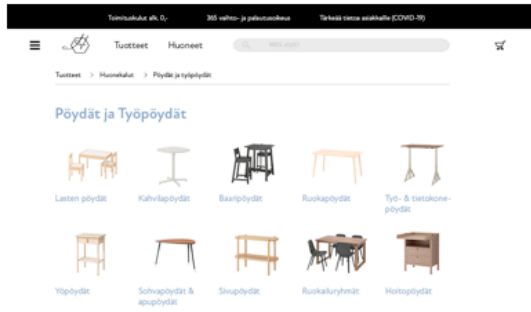 Toimituskulut alk. 0,- 365 vaihto- ja palautusoikeus Tärkeää tietoa asiakkaille (COVID-19)
Tuotteet Huoneet
Tuotteet > Huonekalut > Pöydät ja työpöydät
Pöydät ja Työpöydät
Lasten pöydät Kahvilapöydät Baaripöydät Ruokapöydät Työ- & tietokone-
pöydät
Yöpöydät Sohvapöydät & Sivupöydät Ruokailuryhmät Hoitopöydät
apupöydät